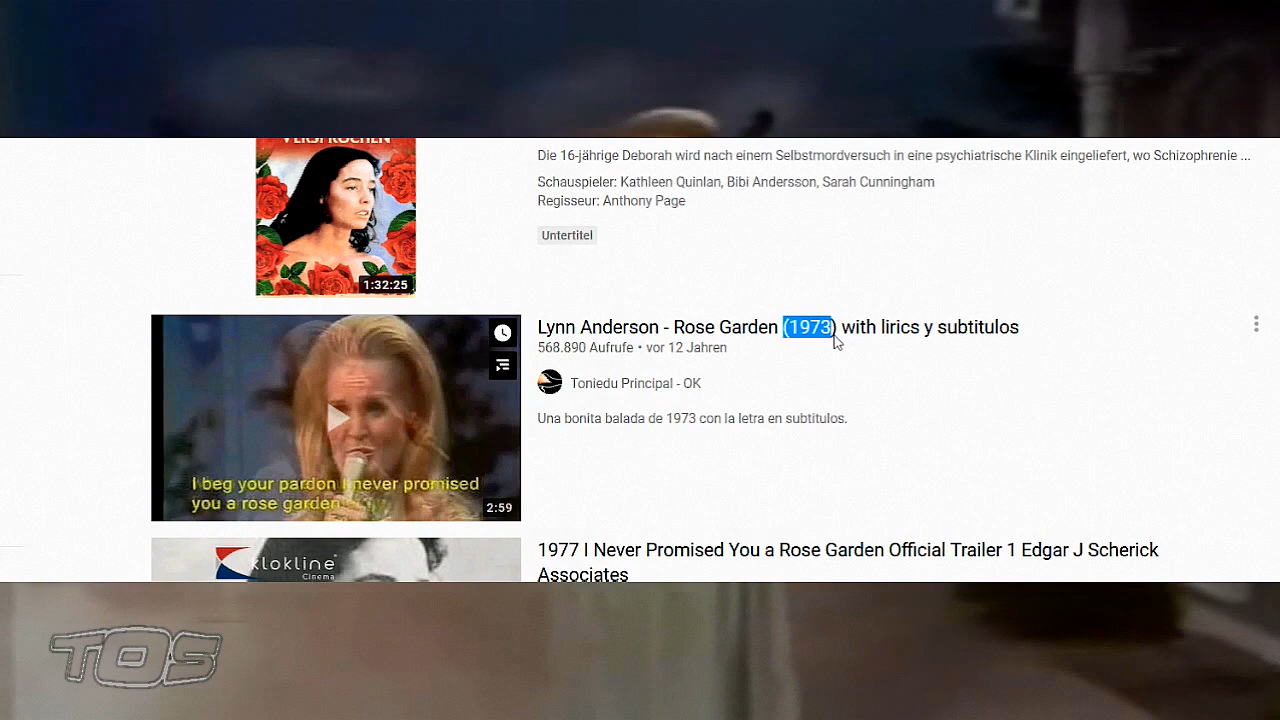 VERSPROCHEN
Die 16-jährige Deborah wird nach einem Selbstmordversuch in eine psychiatrische Klinik eingeliefert, wo Schizophrenie ...
Schauspieler: Kathleen Quinlan, Bibi Andersson, Sarah Cunningham
Regisseur: Anthony Page
Untertitel
1:32:25
Lynn Anderson - Rose Garden (1973) with lirics y subtitulos
568.890 Aufrufe • vor 12 Jahren
Toniedu Principal - OK
Una bonita balada de 1973 con la letra en subtitulos.
I beg your pardon I never promised
you a rose garden
2:59
klokline
Cinema
1977 I Never Promised You a Rose Garden Official Trailer 1 Edgar J Scherick
Associates
TOS